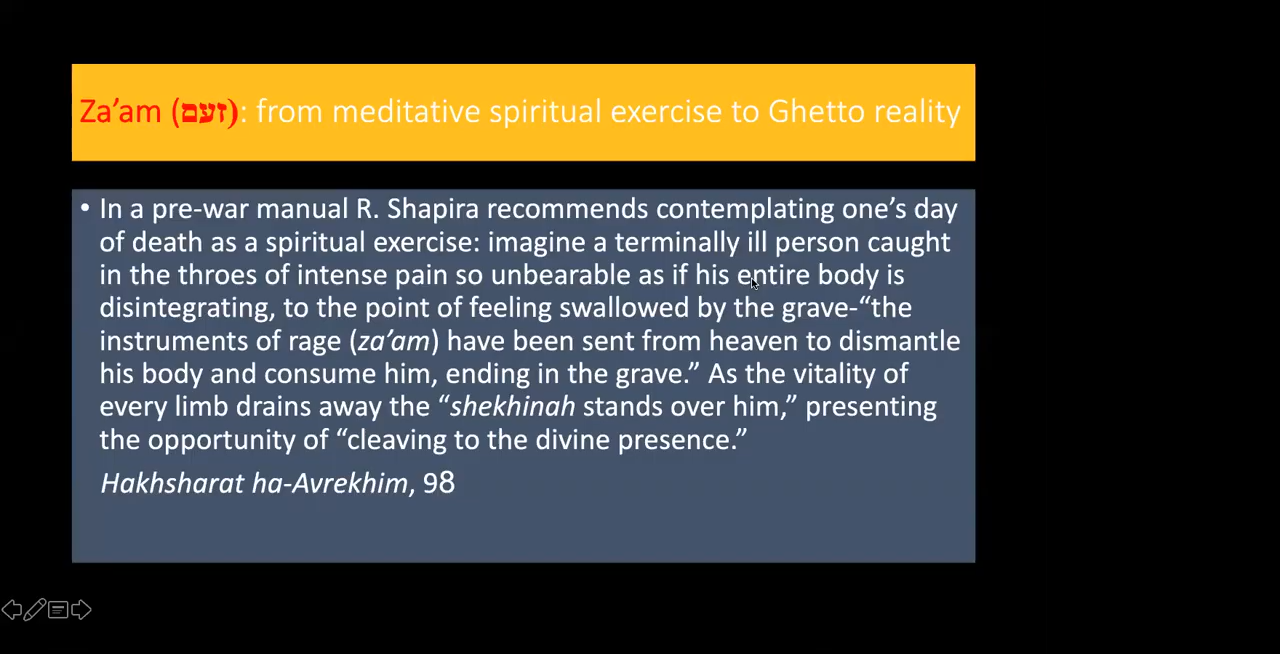 Za’am (זעם): from meditative spiritual exercise to Ghetto reality
• In a pre-war manual R. Shapira recommends contemplating one’s day
of death as a spiritual exercise: imagine a terminally ill person caught
in the throes of intense pain so unbearable as if his entire body is
disintegrating, to the point of feeling swallowed by the grave-“the
instruments of rage (za’am) have been sent from heaven to dismantle
his body and consume him, ending in the grave.” As the vitality of
every limb drains away the “shekhinah stands over him,” presenting
the opportunity of “cleaving to the divine presence.”
Hakhsharat ha-Avrekhim, 98